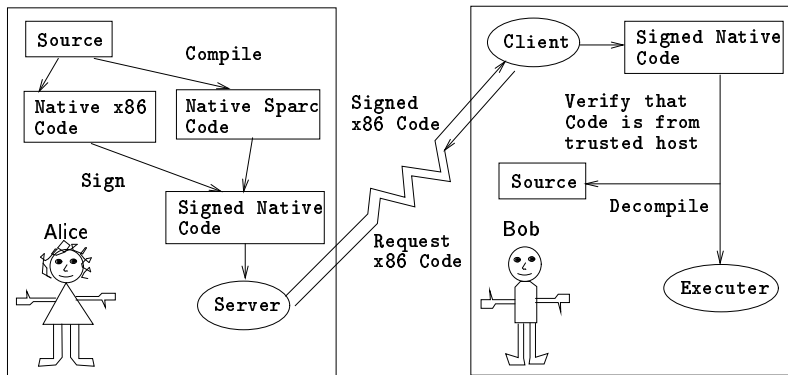 Source
Compile
Native x86
Code
Native Sparc
Code
Sign
Signed Native
Code
Alice
Server
Signed
x86 Code
Request
x86 Code
Client
Signed Native
Code
Verify that
Code is from
trusted host
Source
Decompile
Bob
Executer